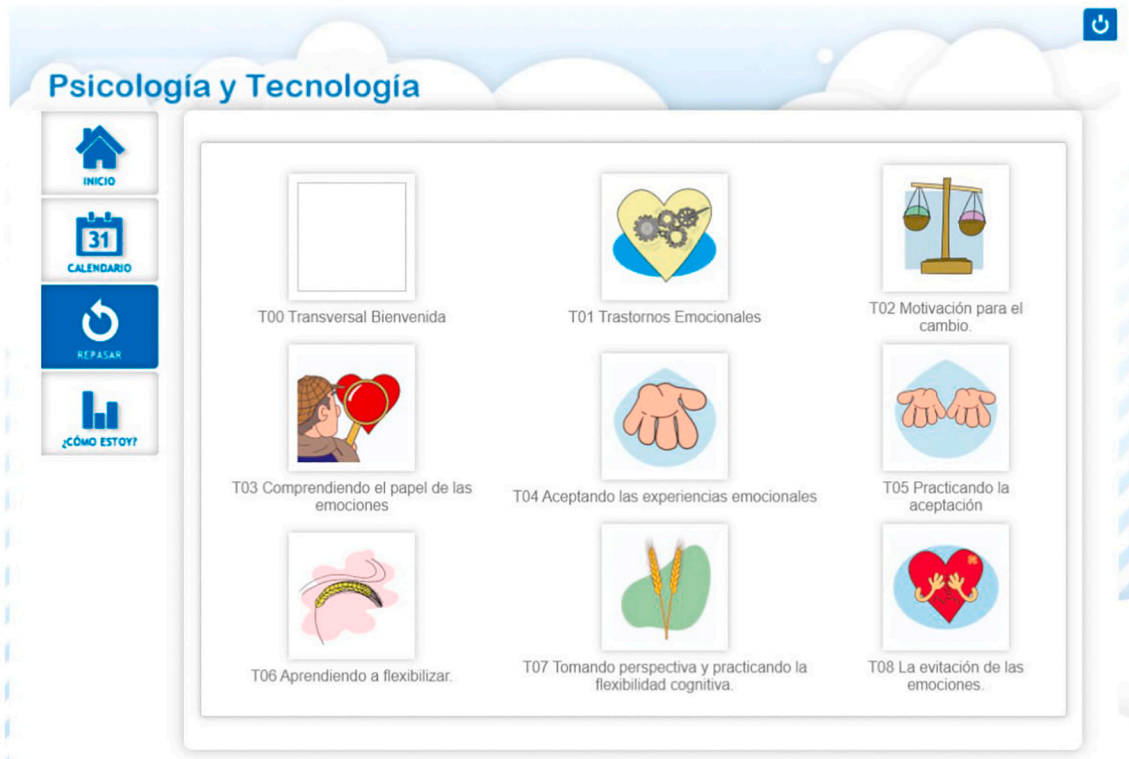 Psicología y Tecnología
INICIO
31
CALENDARIO
REPASAR
¿CÓMO ESTOY?
T00 Transversal Bienvenida
T01 Trastornos Emocionales
T02 Motivación para el
cambio.
T03 Comprendiendo el papel de las
emociones
T04 Aceptando las experiencias emocionales
T05 Practicando la
aceptación
T06 Aprendiendo a flexibilizar.
T07 Tomando perspectiva y practicando la
flexibilidad cognitiva.
T08 La evitación de las
emociones.